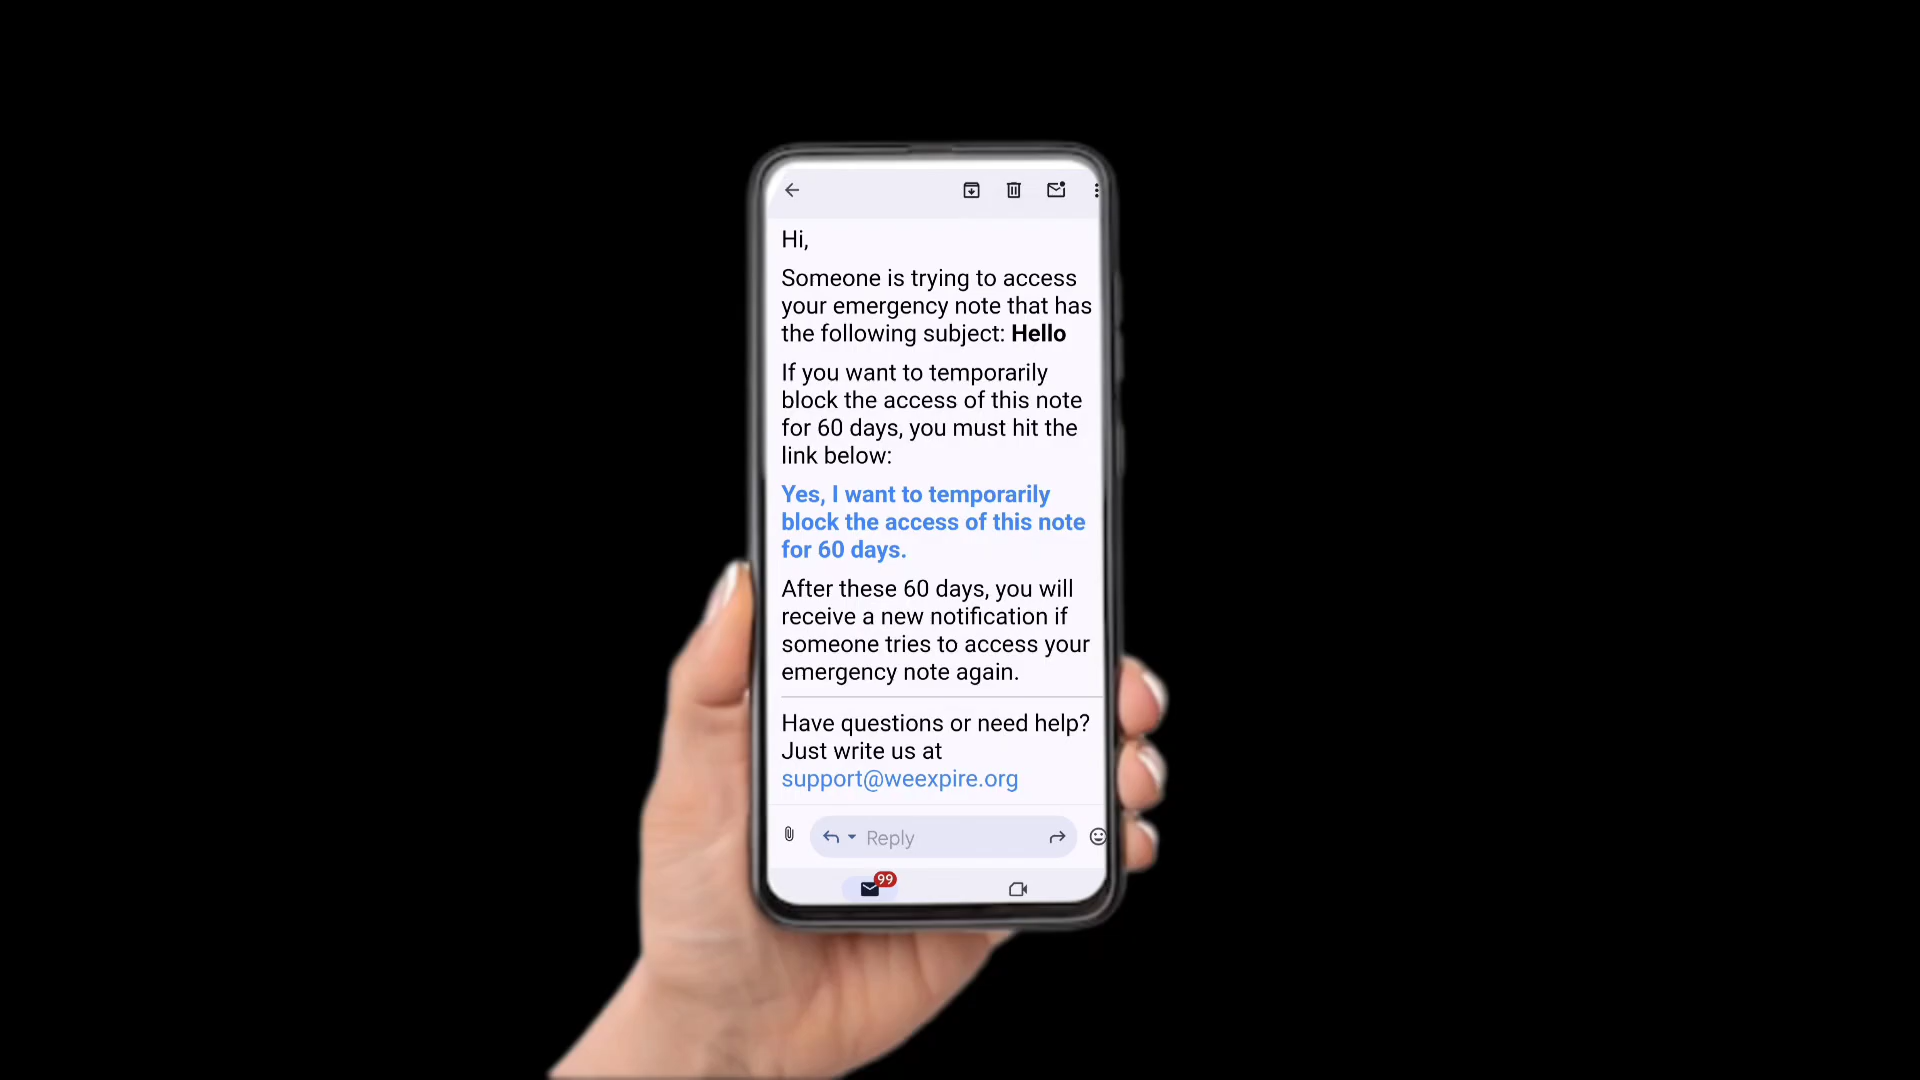 Hi,
Someone is trying to access
your emergency note that has
the following subject: Hello
If you want to temporarily
block the access of this note
for 60 days, you must hit the
link below:
Yes, I want to temporarily
block the access of this note
for 60 days.
After these 60 days, you will
receive a new notification if
someone tries to access your
emergency note again.
Have questions or need help?
Just write us at
support@weexpire.org
Reply
99